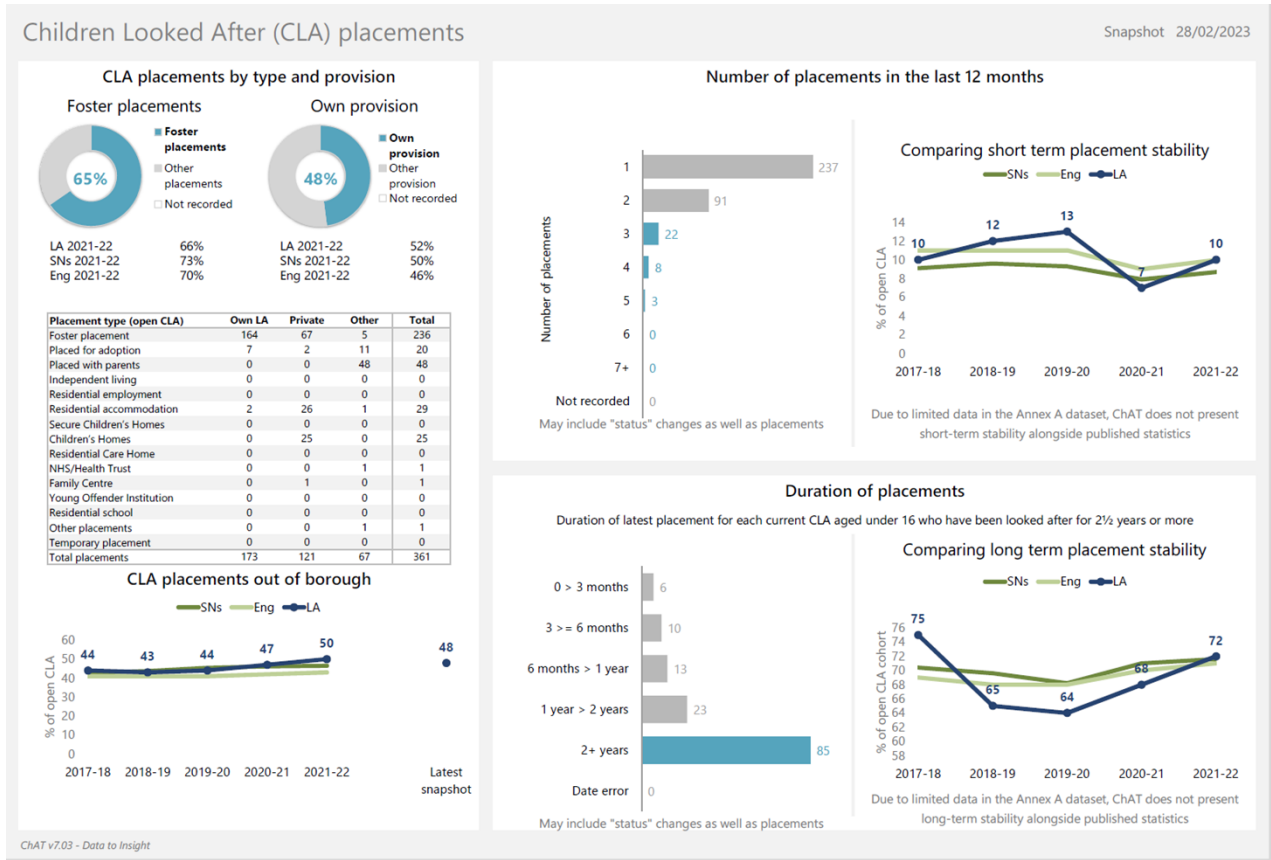 Children Looked After (CLA) placements
Snapshot 28/02/2023
CLA placements by type and provision
Foster placements
65%
Foster
placements
Other
placements
Not recorded
LA 2021-22 66%
SNs 2021-22 73%
Eng 2021-22 70%
Own provision
48%
Own
provision
Other
provision
Not recorded
LA 2021-22 52%
SNs 2021-22 50%
Eng 2021-22 46%
Placement type (open CLA) Own LA Private Other Total
Foster placement 164 67 5 236
Placed for adoption 7 2 11 20
Placed with parents 0 0 48 48
Independent living 0 0 0 0
Residential employment 0 0 0 0
Residential accommodation 2 26 1 29
Secure Children's Homes 0 0 0 0
Children's Homes 0 25 0 25
Residential Care Home 0 0 0 0
NHS/Health Trust 0 0 1 1
Family Centre 0 1 0 1
Young Offender Institution 0 0 0 0
Residential school 0 0 0 0
Other placements 0 0 1 1
Temporary placement 0 0 0 0
Total placements 173 121 67 361
CLA placements out of borough
SNs Eng LA
% of open CLA
60
50
40
30
20
10
0
44 43 44 47 50 48
2017-18 2018-19 2019-20 2020-21 2021-22 Latest
snapshot
Number of placements in the last 12 months
Number of placements
1 237
2 91
3 22
4 8
5 3
6 0
7+ 0
Not recorded 0
May include "status" changes as well as placements
Comparing short term placement stability
SNs Eng LA
% of open CLA
14
12
10
8
6
4
2
0
10 12 13 7 10
2017-18 2018-19 2019-20 2020-21 2021-22
Due to limited data in the Annex A dataset, ChAT does not present
short-term stability alongside published statistics
Duration of placements
Duration of latest placement for each current CLA aged under 16 who have been looked after for 2½ years or more
0 > 3 months 6
3 >= 6 months 10
6 months > 1 year 13
1 year > 2 years 23
2+ years 85
Date error 0
May include "status" changes as well as placements
Comparing long term placement stability
SNs Eng LA
% of open CLA cohort
76
74
72
70
68
66
64
62
60
58
75 65 64 68 72
2017-18 2018-19 2019-20 2020-21 2021-22
Due to limited data in the Annex A dataset, ChAT does not present
long-term stability alongside published statistics
ChAT v7.03 - Data to Insight